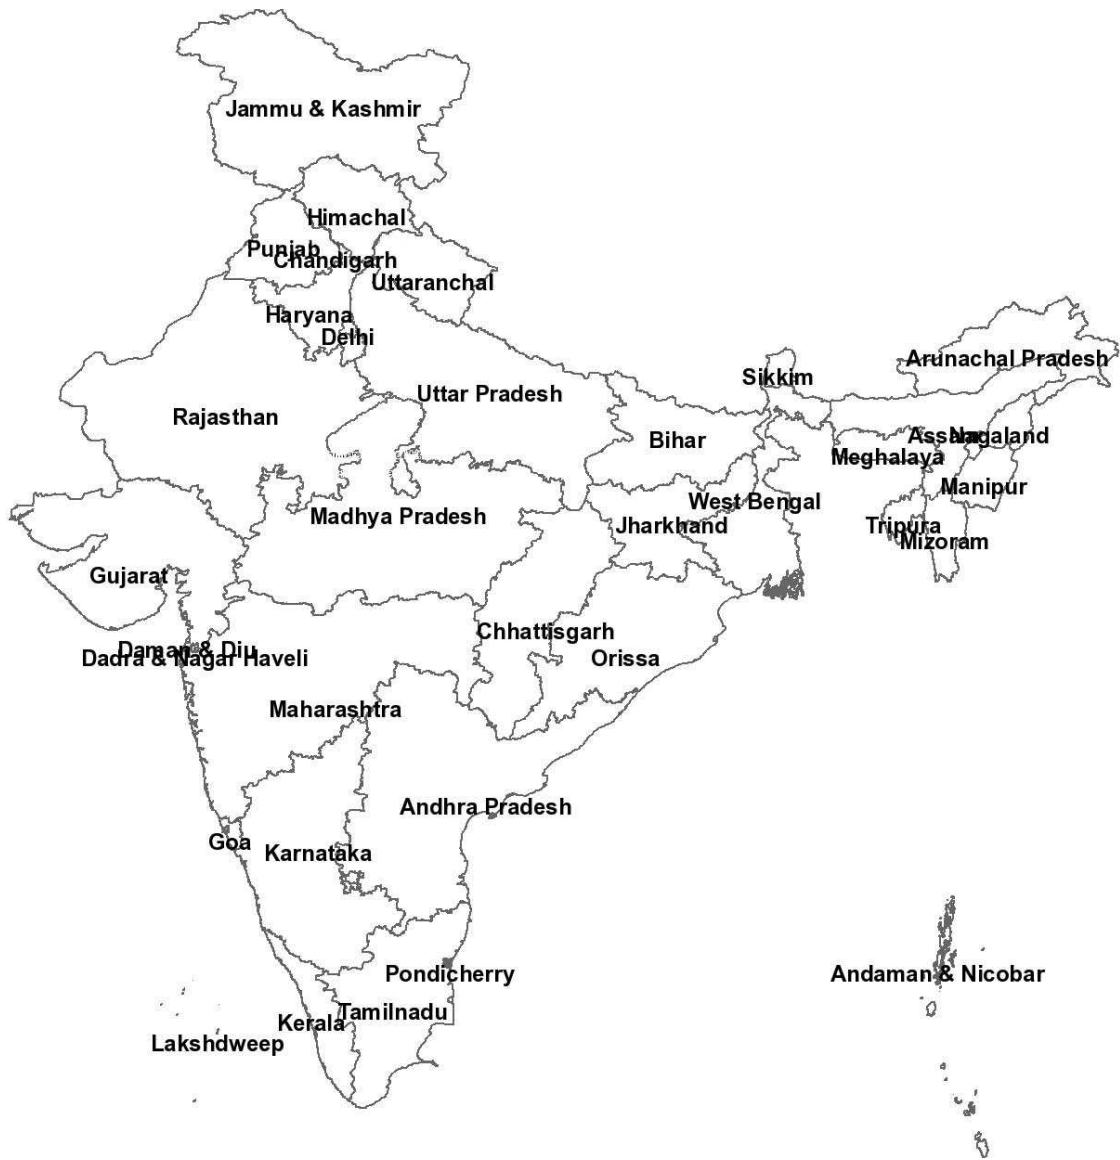 Jammu & Kashmir
Himachal
Punjab
Chandigarh
Uttaranchal
Haryana
Delhi
Arunachal Pradesh
Sikkim
Uttar Pradesh
Rajasthan
Assam
Nagaland
Bihar
Meghalaya
Manipur
West Bengal
Madhya Pradesh
Jharkhand
Tripura
Mizoram
Gujarat
Chhattisgarh
Daman & Diu
Dadra & Nagar Haveli
Orissa
Maharashtra
Andhra Pradesh
Goa
Karnataka
Pondicherry
Andaman & Nicobar
Tamilnadu
Kerala
Lakshdweep